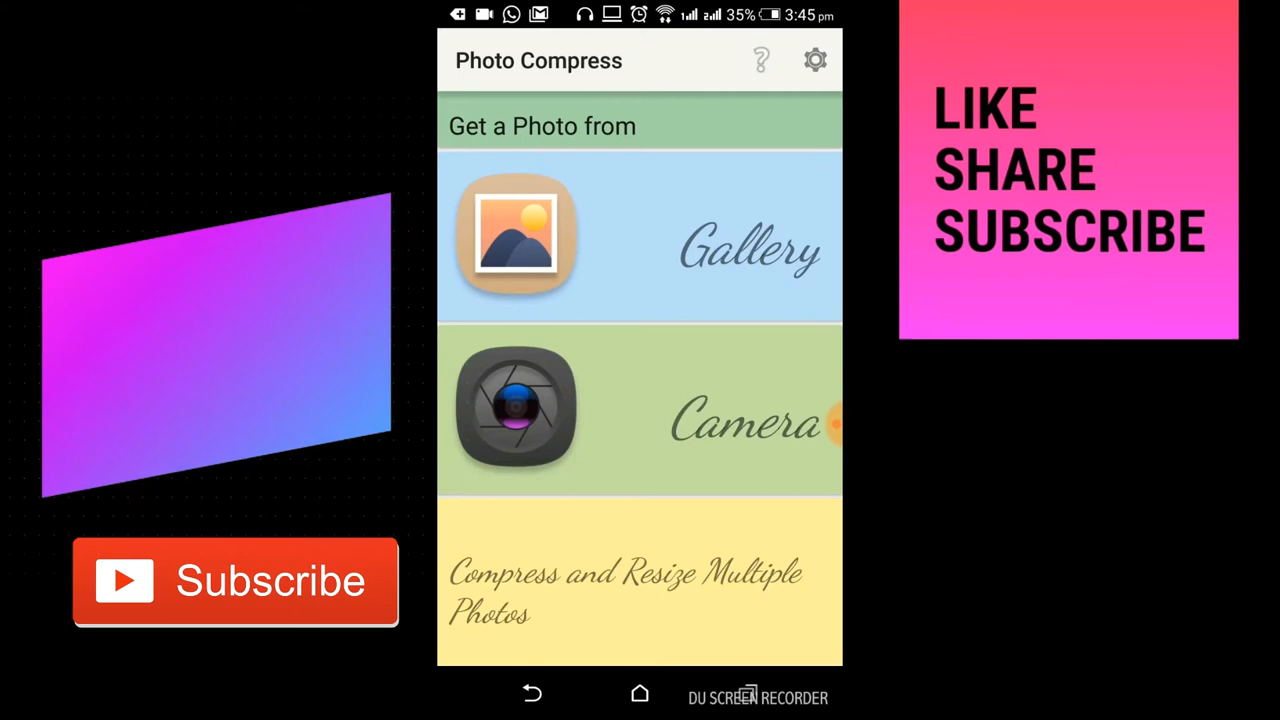 35% 3:45 pm
Photo Compress ?
Get a Photo from
Gallery
Camera
Compress and Resize Multiple
Photos
DU SCREEN RECORDER
Subscribe
LIKE
SHARE
SUBSCRIBE